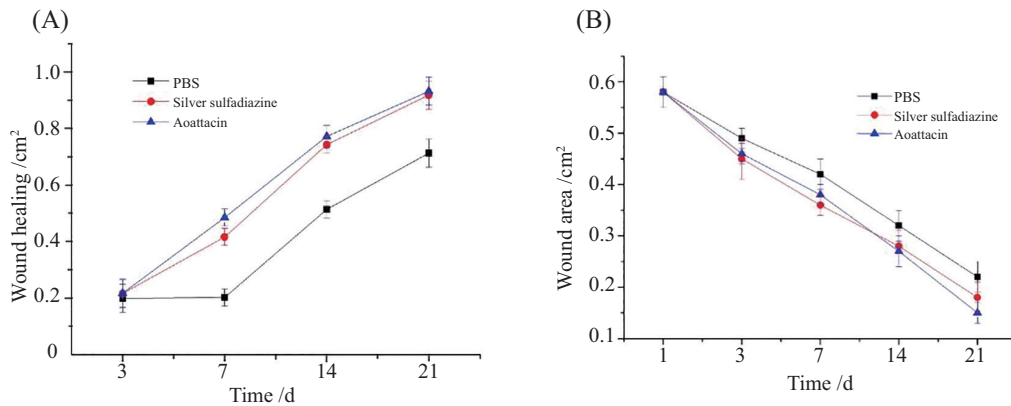 (A)
Wound healing /cm²
1.0
0.8
0.6
0.4
0.2
0
PBS
Silver sulfadiazine
Aoattacin
3 7 14 21
Time /d
(B)
Wound area /cm²
0.6
0.5
0.4
0.3
0.2
0.1
PBS
Silver sulfadiazine
Aoattacin
1 3 7 14 21
Time /d